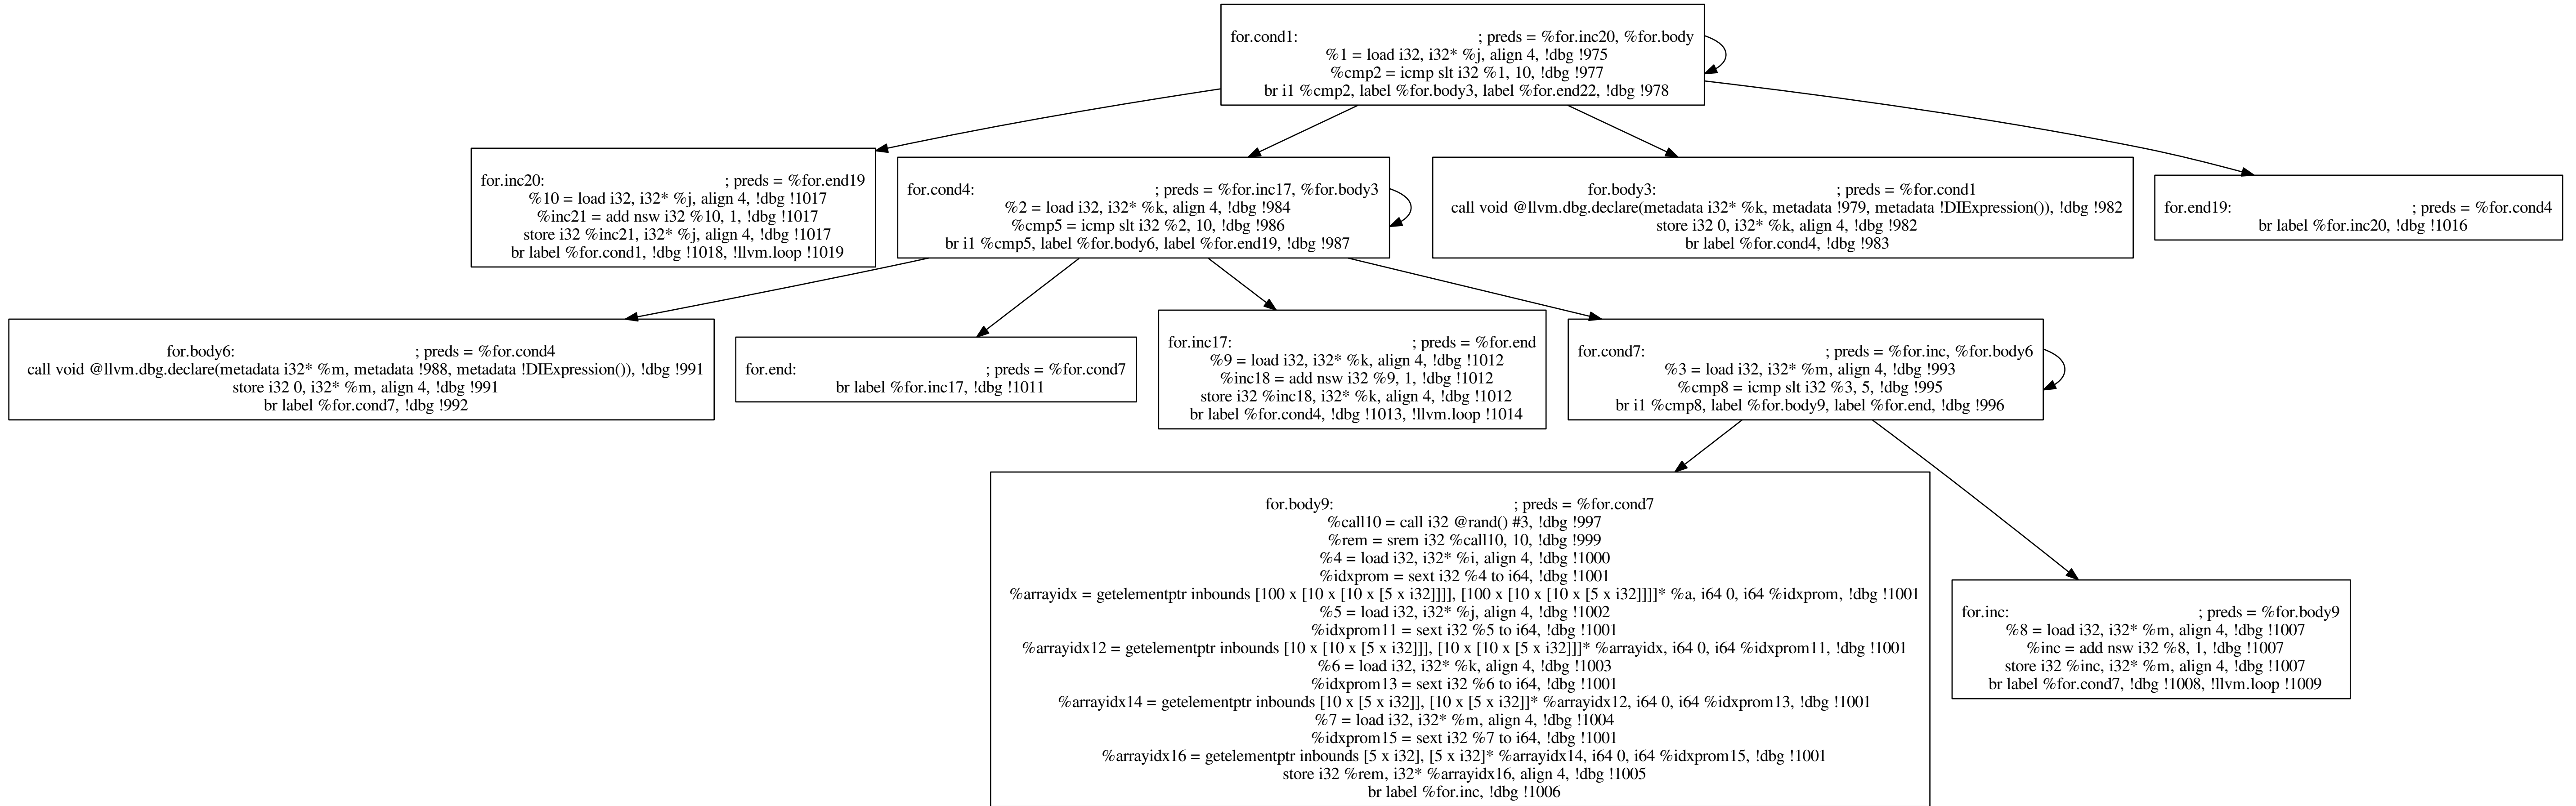 for.cond1: ; preds = %for.inc20, %for.body
%1 = load i32, i32* %j, align 4, !dbg !975
%cmp2 = icmp slt i32 %1, 10, !dbg !977
br i1 %cmp2, label %for.body3, label %for.end22, !dbg !978
for.inc20: ; preds = %for.end19
%10 = load i32, i32* %j, align 4, !dbg !1017
%inc21 = add nsw i32 %10, 1, !dbg !1017
store i32 %inc21, i32* %j, align 4, !dbg !1017
br label %for.cond1, !dbg !1018, !llvm.loop !1019
for.cond4: ; preds = %for.inc17, %for.body3
%2 = load i32, i32* %k, align 4, !dbg !984
%cmp5 = icmp slt i32 %2, 10, !dbg !986
br i1 %cmp5, label %for.body6, label %for.end19, !dbg !987
for.body3: ; preds = %for.cond1
call void @llvm.dbg.declare(metadata i32* %k, metadata !979, metadata !DIExpression()), !dbg !982
store i32 0, i32* %k, align 4, !dbg !982
br label %for.cond4, !dbg !983
for.end19: ; preds = %for.cond4
br label %for.inc20, !dbg !1016
for.body6: ; preds = %for.cond4
call void @llvm.dbg.declare(metadata i32* %m, metadata !988, metadata !DIExpression()), !dbg !991
store i32 0, i32* %m, align 4, !dbg !991
br label %for.cond7, !dbg !992
for.end: ; preds = %for.cond7
br label %for.inc17, !dbg !1011
for.inc17: ; preds = %for.end
%9 = load i32, i32* %k, align 4, !dbg !1012
%inc18 = add nsw i32 %9, 1, !dbg !1012
store i32 %inc18, i32* %k, align 4, !dbg !1012
br label %for.cond4, !dbg !1013, !llvm.loop !1014
for.cond7: ; preds = %for.inc, %for.body6
%3 = load i32, i32* %m, align 4, !dbg !993
%cmp8 = icmp slt i32 %3, 5, !dbg !995
br i1 %cmp8, label %for.body9, label %for.end, !dbg !996
for.body9: ; preds = %for.cond7
%call10 = call i32 @rand() #3, !dbg !997
%rem = srem i32 %call10, 10, !dbg !999
%4 = load i32, i32* %i, align 4, !dbg !1000
%idxprom = sext i32 %4 to i64, !dbg !1001
%arrayidx = getelementptr inbounds [100 x [10 x [10 x [5 x i32]]]], [100 x [10 x [10 x [5 x i32]]]]* %a, i64 0, i64 %idxprom, !dbg !1001
%5 = load i32, i32* %j, align 4, !dbg !1002
%idxprom11 = sext i32 %5 to i64, !dbg !1001
%arrayidx12 = getelementptr inbounds [10 x [10 x [5 x i32]]], [10 x [10 x [5 x i32]]]* %arrayidx, i64 0, i64 %idxprom11, !dbg !1001
%6 = load i32, i32* %k, align 4, !dbg !1003
%idxprom13 = sext i32 %6 to i64, !dbg !1001
%arrayidx14 = getelementptr inbounds [10 x [5 x i32]], [10 x [5 x i32]]* %arrayidx12, i64 0, i64 %idxprom13, !dbg !1001
%7 = load i32, i32* %m, align 4, !dbg !1004
%idxprom15 = sext i32 %7 to i64, !dbg !1001
%arrayidx16 = getelementptr inbounds [5 x i32], [5 x i32]* %arrayidx14, i64 0, i64 %idxprom15, !dbg !1001
store i32 %rem, i32* %arrayidx16, align 4, !dbg !1005
br label %for.inc, !dbg !1006
for.inc: ; preds = %for.body9
%8 = load i32, i32* %m, align 4, !dbg !1007
%inc = add nsw i32 %8, 1, !dbg !1007
store i32 %inc, i32* %m, align 4, !dbg !1007
br label %for.cond7, !dbg !1008, !llvm.loop !1009